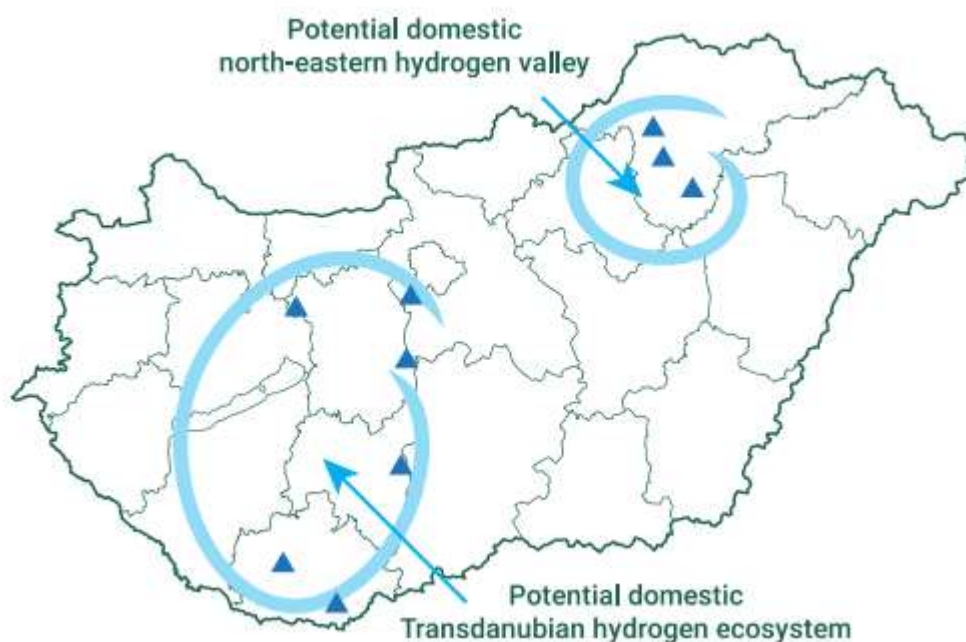 Potential domestic
north-eastern hydrogen valley
Potential domestic
Transdanubian hydrogen ecosystem